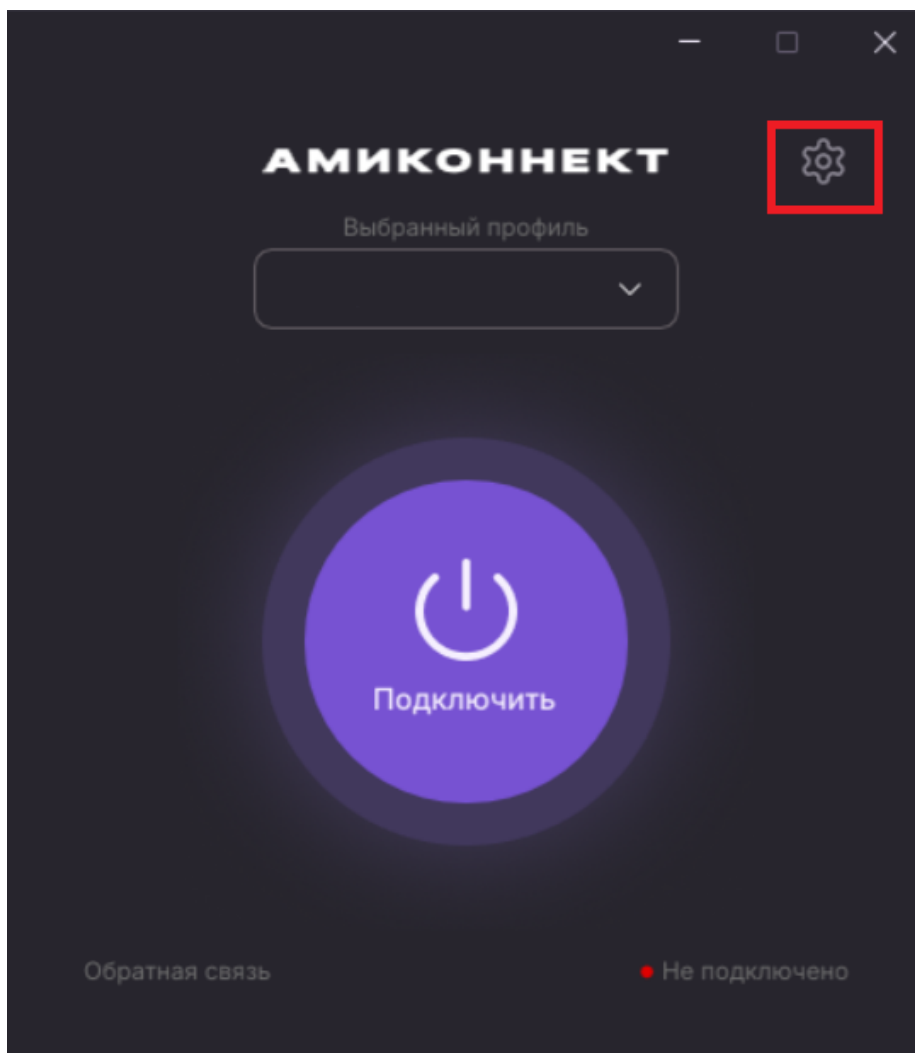 АМИКОННЕКТ
Выбранный профиль
Подключить
Обратная связь
Не подключено